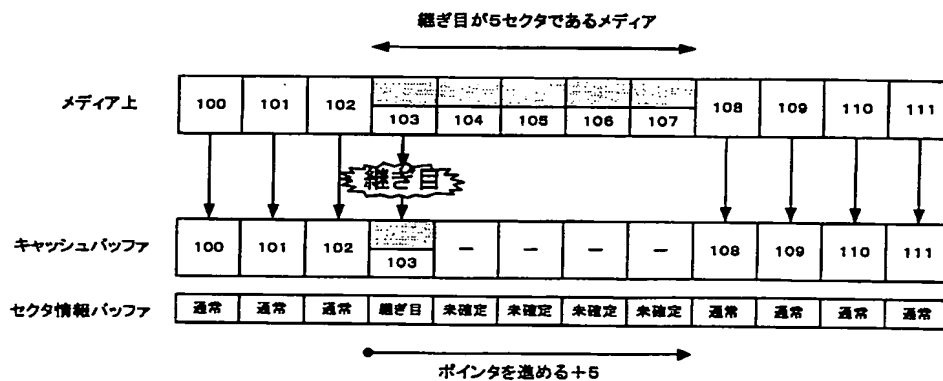 継ぎ目が5セクタであるメディア
メディア上 100 101 102 103 104 105 106 107 108 109 110 111
継ぎ目
キャッシュバッファ 100 101 102 103 － － － － 108 109 110 111
セクタ情報バッファ 通常 通常 通常 継ぎ目 未確定 未確定 未確定 未確定 通常 通常 通常 通常
ポインタを進める＋5